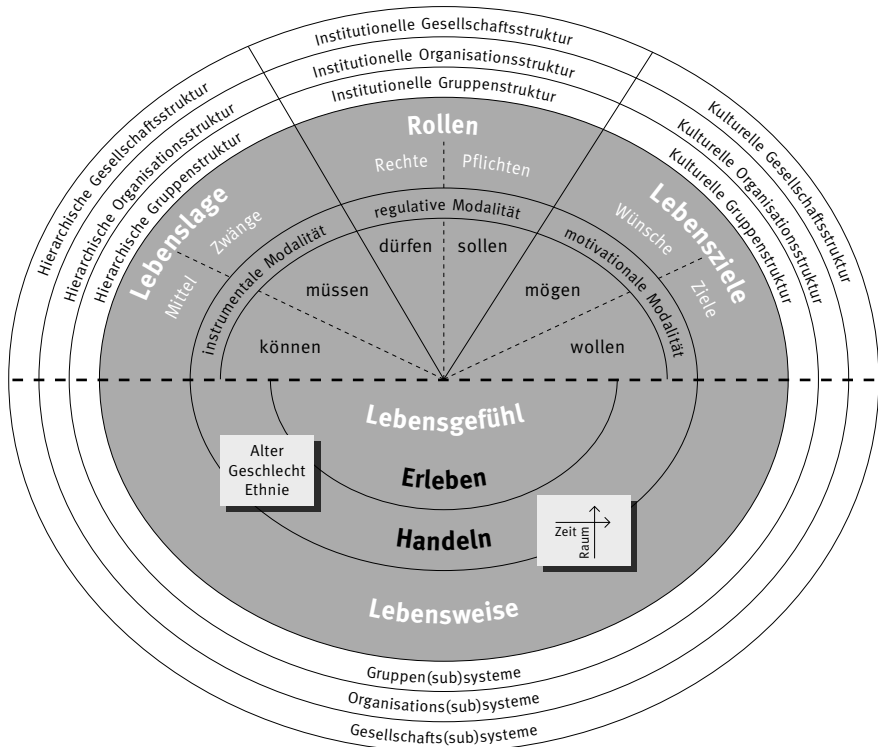 Institutionelle Gesellschaftsstruktur
Institutionelle Organisationsstruktur
Institutionelle Gruppenstruktur
Hierarchische Gesellschaftsstruktur
Hierarchische Organisationsstruktur
Hierarchische Gruppenstruktur
Kulturelle Gesellschaftsstruktur
Kulturelle Organisationsstruktur
Kulturelle Gruppenstruktur
Lebenslage
Mittel
Zwänge
Rollen
Rechte
Pflichten
Lebensziele
Wünsche
Ziele
instrumentale Modalität
regulative Modalität
motivationale Modalität
können
müssen
dürfen
sollen
mögen
wollen
Lebensgefühl
Erleben
Handeln
Lebensweise
Alter
Geschlecht
Ethnie
Zeit
Raum
Gruppen(sub)systeme
Organisations(sub)systeme
Gesellschafts(sub)systeme